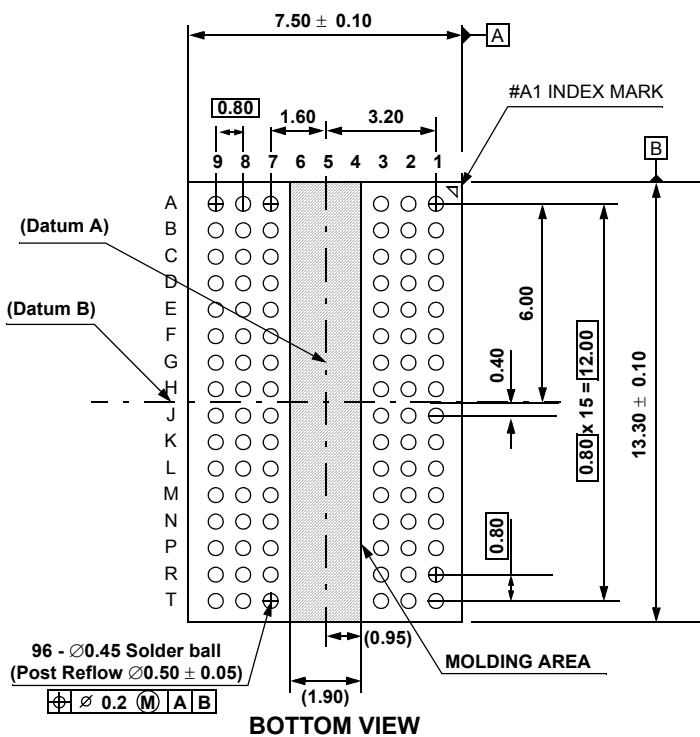 7.50 ± 0.10
A
#A1 INDEX MARK
0.80
1.60
3.20
B
9 8 7 6 5 4 3 2 1
A
B
C
D
E
F
G
H
J
K
L
M
N
P
R
T
(Datum A)
(Datum B)
6.00
0.40
0.80 x 15 = 12.00
13.30 ± 0.10
0.80
(0.95)
MOLDING AREA
(1.90)
96 - ∅0.45 Solder ball
(Post Reflow ∅0.50 ± 0.05)
⌖ ∅ 0.2 Ⓜ A B
BOTTOM VIEW